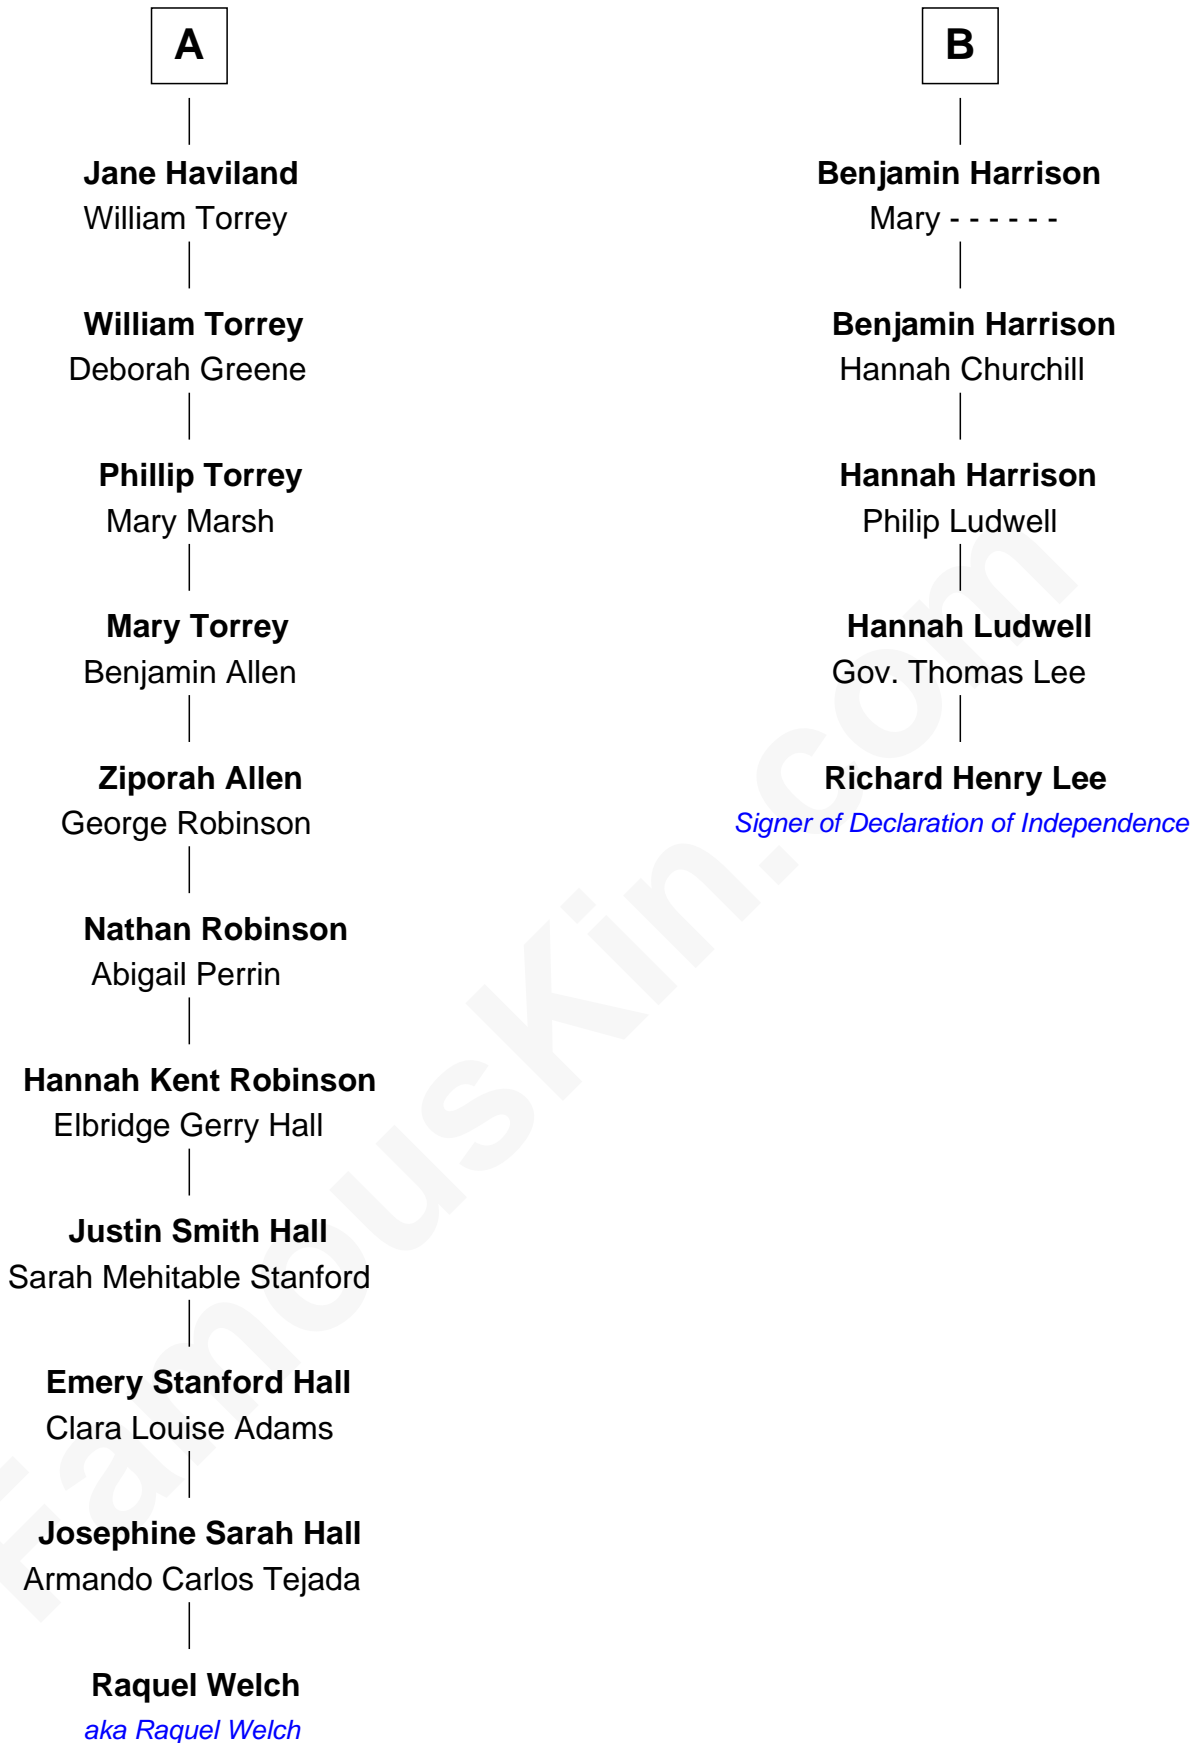 A
Jane Haviland
William Torrey
William Torrey
Deborah Greene
Phillip Torrey
Mary Marsh
Mary Torrey
Benjamin Allen
Ziporah Allen
George Robinson
Nathan Robinson
Abigail Perrin
Hannah Kent Robinson
Elbridge Gerry Hall
Justin Smith Hall
Sarah Mehitable Stanford
Emery Stanford Hall
Clara Louise Adams
Josephine Sarah Hall
Armando Carlos Tejada
Raquel Welch
aka Raquel Welch
B
Benjamin Harrison
Mary - - - - - -
Benjamin Harrison
Hannah Churchill
Hannah Harrison
Philip Ludwell
Hannah Ludwell
Gov. Thomas Lee
Richard Henry Lee
Signer of Declaration of Independence
FamousKin.com